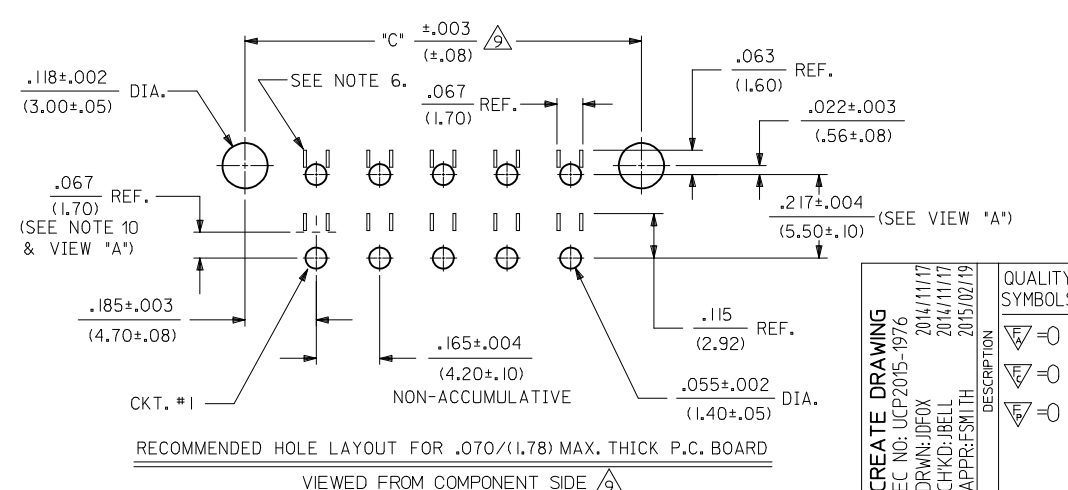 "C" ±.003
(±.08) 9
.118±.002
(3.00±.05) DIA.
SEE NOTE 6.
.067
(1.70) REF.
.063
(1.60) REF.
.022±.003
(.56±.08)
.067
(1.70) REF.
(SEE NOTE 10
& VIEW "A")
.217±.004
(5.50±.10) (SEE VIEW "A")
.185±.003
(4.70±.08)
.165±.004
(4.20±.10)
NON-ACCUMULATIVE
.115
(2.92) REF.
.055±.002
(1.40±.05) DIA.
CKT. #1
RECOMMENDED HOLE LAYOUT FOR .070/(1.78) MAX. THICK P.C. BOARD
VIEWED FROM COMPONENT SIDE 9
CREATE DRAWING
EC NO: UCP2015-1976
DRWN:JDFOX 2014/11/17
CH'KD:JBELL 2014/11/17
APPR:FSMITH 2015/02/19
DESCRIPTION
QUALITY
SYMBOLS
FA =0
FC =0
FP =0